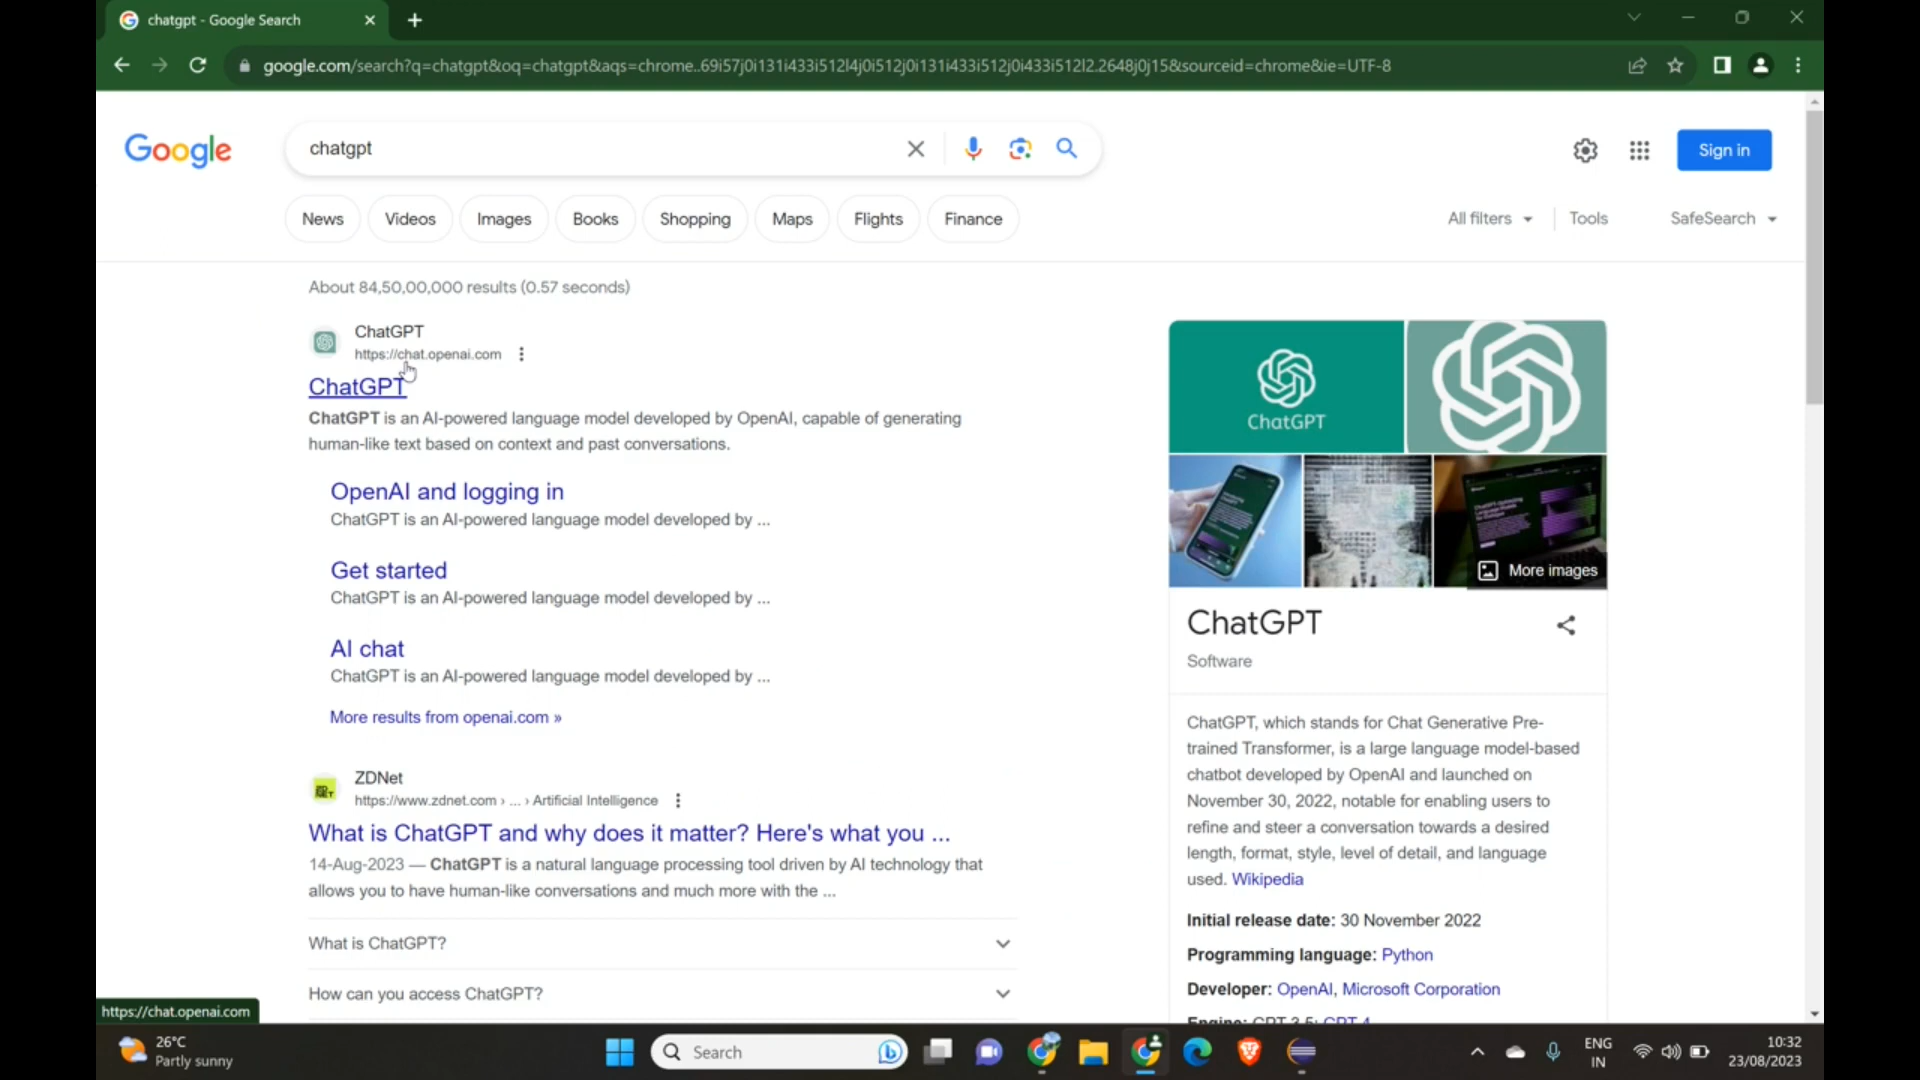 chatgpt - Google Search
google.com/search?q=chatgpt&oq=chatgpt&aqs=chrome..69i57j0i131i433i512l4j0i512j0i131i433i512j0i433i512l2.2648j0j15&sourceid=chrome&ie=UTF-8
Google
chatgpt
Sign in
News
Videos
Images
Books
Shopping
Maps
Flights
Finance
All filters
Tools
SafeSearch
About 84,50,00,000 results (0.57 seconds)
ChatGPT
https://chat.openai.com
ChatGPT
ChatGPT is an AI-powered language model developed by OpenAI, capable of generating
human-like text based on context and past conversations.
OpenAI and logging in
ChatGPT is an AI-powered language model developed by ...
Get started
ChatGPT is an AI-powered language model developed by ...
AI chat
ChatGPT is an AI-powered language model developed by ...
More results from openai.com »
ZDNet
https://www.zdnet.com › ... › Artificial Intelligence
What is ChatGPT and why does it matter? Here's what you ...
14-Aug-2023 — ChatGPT is a natural language processing tool driven by AI technology that
allows you to have human-like conversations and much more with the ...
What is ChatGPT?
How can you access ChatGPT?
ChatGPT
More images
ChatGPT
Software
ChatGPT, which stands for Chat Generative Pre-
trained Transformer, is a large language model-based
chatbot developed by OpenAI and launched on
November 30, 2022, notable for enabling users to
refine and steer a conversation towards a desired
length, format, style, level of detail, and language
used. Wikipedia
Initial release date: 30 November 2022
Programming language: Python
Developer: OpenAI, Microsoft Corporation
Engine: GPT-3.5; GPT-4
https://chat.openai.com
26°C
Partly sunny
Search
ENG
IN
10:32
23/08/2023